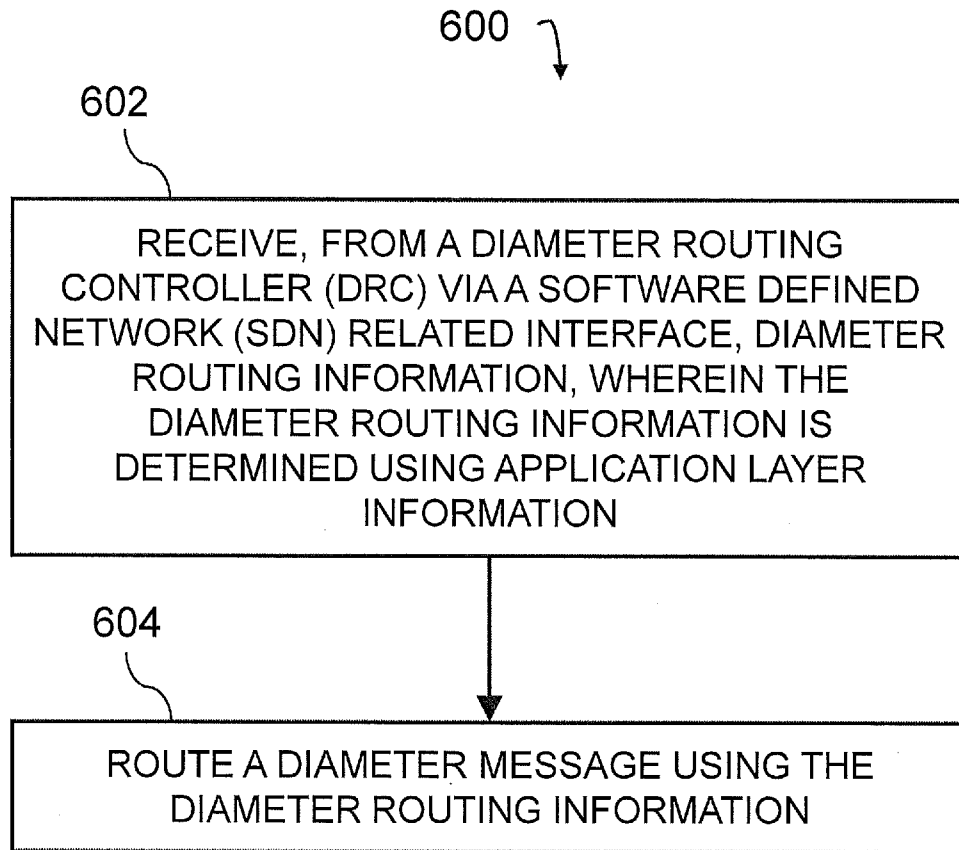 600
602
RECEIVE, FROM A DIAMETER ROUTING
CONTROLLER (DRC) VIA A SOFTWARE DEFINED
NETWORK (SDN) RELATED INTERFACE, DIAMETER
ROUTING INFORMATION, WHEREIN THE
DIAMETER ROUTING INFORMATION IS
DETERMINED USING APPLICATION LAYER
INFORMATION
604
ROUTE A DIAMETER MESSAGE USING THE
DIAMETER ROUTING INFORMATION